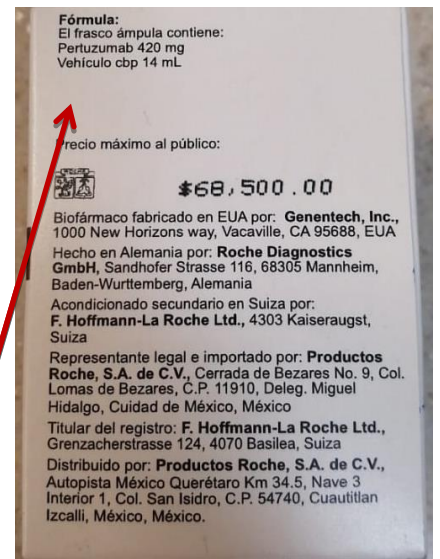 Fórmula:
El frasco ámpula contiene:
Pertuzumab 420 mg
Vehículo cbp 14 mL
Precio máximo al público:
$68,500.00
Biofármaco fabricado en EUA por: Genentech, Inc.,
1000 New Horizons way, Vacaville, CA 95688, EUA
Hecho en Alemania por: Roche Diagnostics
GmbH, Sandhofer Strasse 116, 68305 Mannheim,
Baden-Wurttemberg, Alemania
Acondicionado secundario en Suiza por:
F. Hoffmann-La Roche Ltd., 4303 Kaiseraugst,
Suiza
Representante legal e importado por: Productos
Roche, S.A. de C.V., Cerrada de Bezares No. 9, Col.
Lomas de Bezares, C.P. 11910, Deleg. Miguel
Hidalgo, Cuidad de México, México
Titular del registro: F. Hoffmann-La Roche Ltd.,
Grenzacherstrasse 124, 4070 Basilea, Suiza
Distribuido por: Productos Roche, S.A. de C.V.,
Autopista México Querétaro Km 34.5, Nave 3
Interior 1, Col. San Isidro, C.P. 54740, Cuautitlan
Izcalli, México, México.